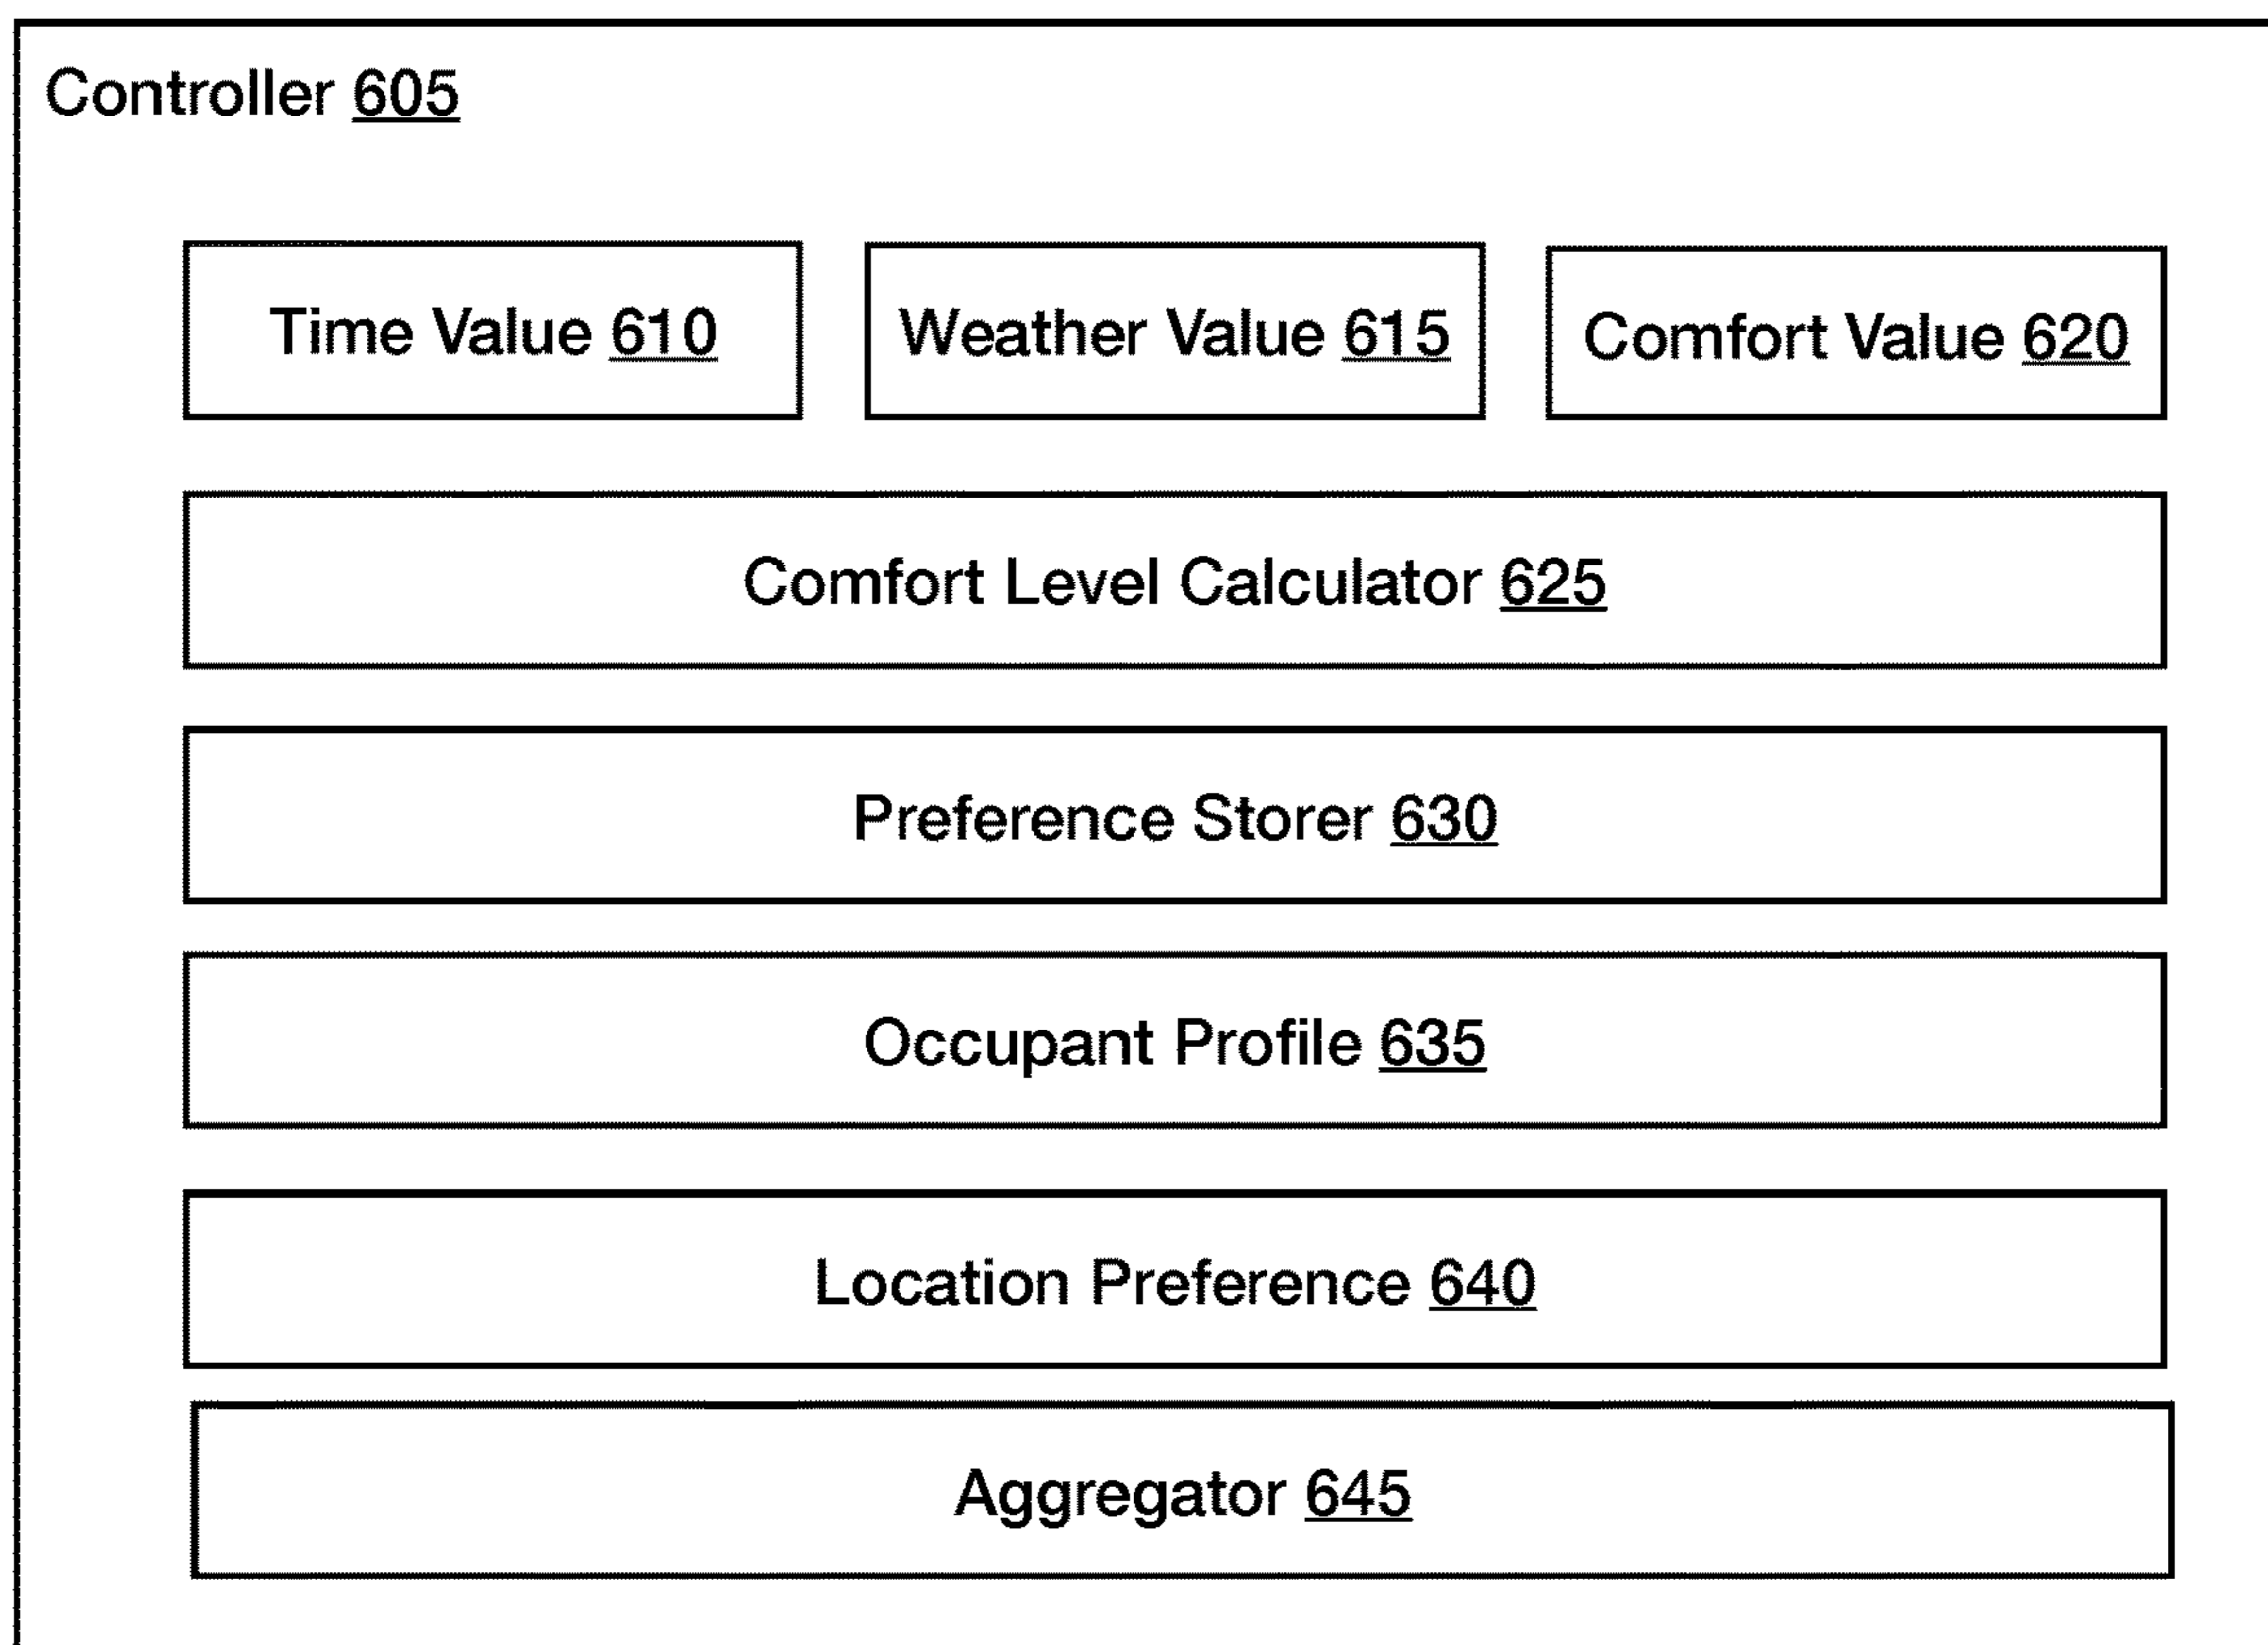 Controller 605
Time Value 610
Weather Value 615
Comfort Value 620
Comfort Level Calculator 625
Preference Storer 630
Occupant Profile 635
Location Preference 640
Aggregator 645